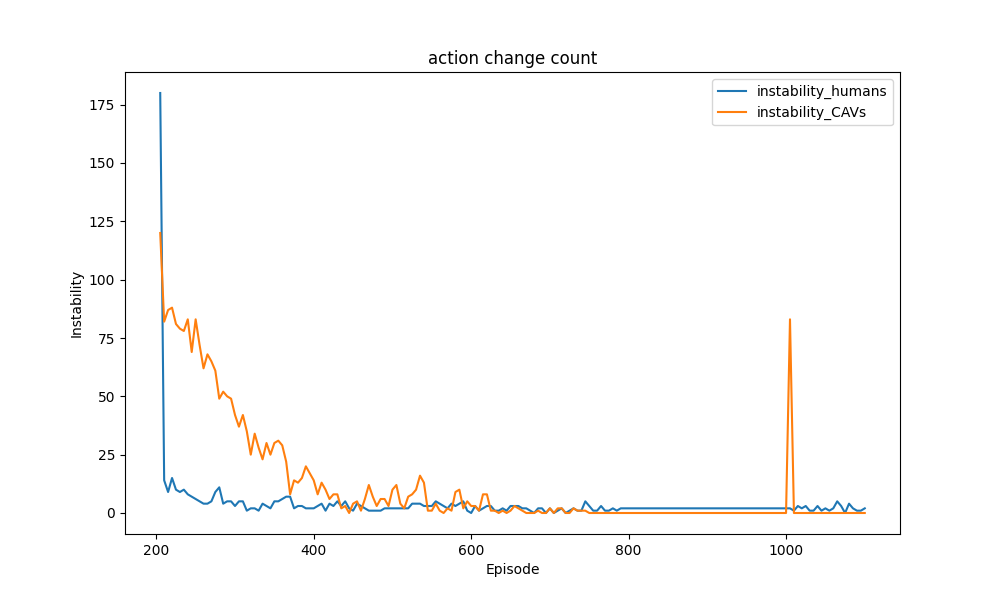 action change count
instability_humans
instability_CAVs
175
150
125
100
75
50
25
0
Instability
200
400
600
800
1000
Episode